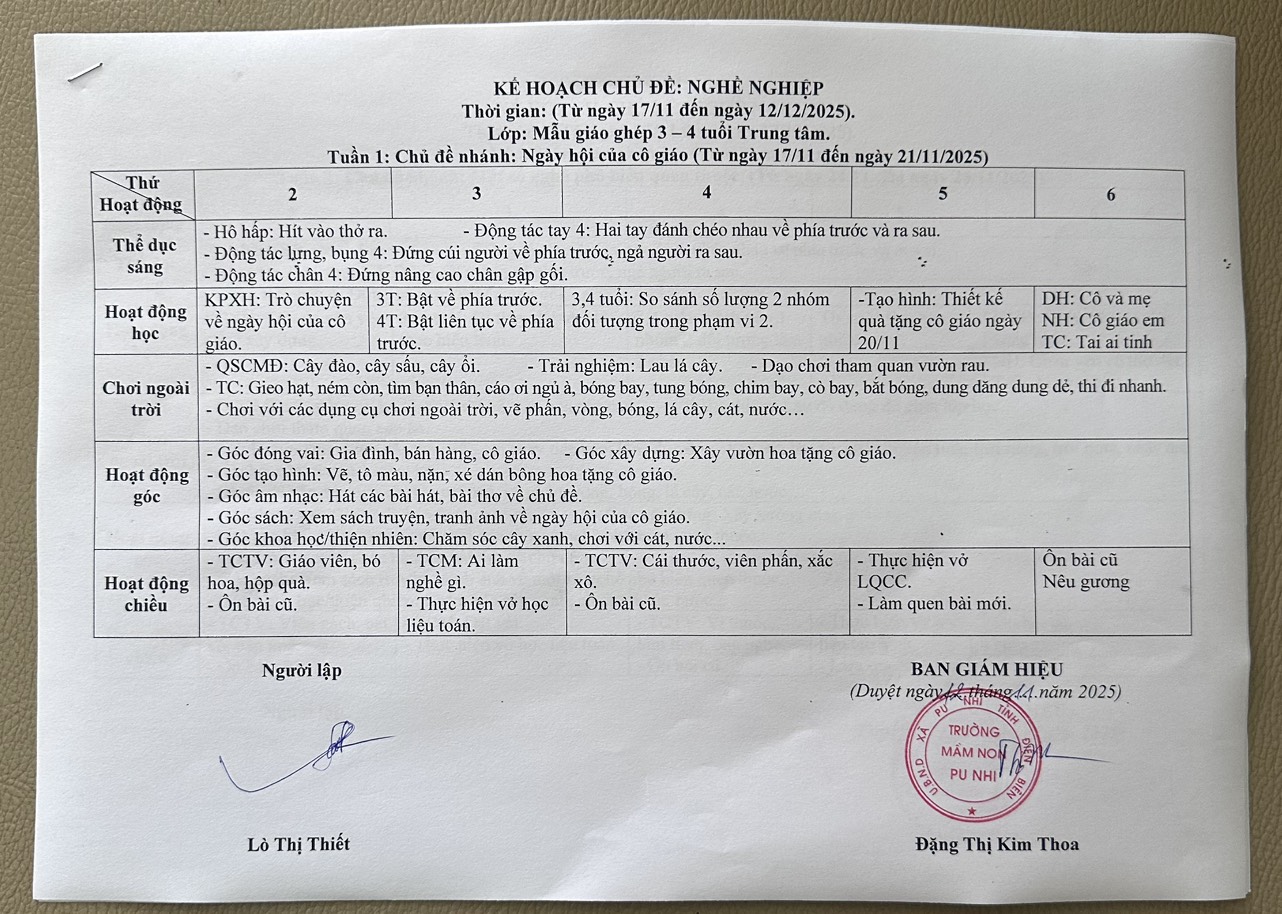 KẾ HOẠCH CHỦ ĐỀ: NGHỀ NGHIỆP
Thời gian: (Từ ngày 17/11 đến ngày 12/12/2025).
Lớp: Mẫu giáo ghép 3 – 4 tuổi Trung tâm.
Tuần 1: Chủ đề nhánh: Ngày hội của cô giáo (Từ ngày 17/11 đến ngày 21/11/2025)
Thứ
Hoạt động
2
3
4
5
6
Thể dục
sáng
- Hô hấp: Hít vào thở ra. - Động tác tay 4: Hai tay đánh chéo nhau về phía trước và ra sau.
- Động tác lưng, bụng 4: Đứng cúi người về phía trước, ngả người ra sau.
- Động tác chân 4: Đứng nâng cao chân gập gối.
Hoạt động
học
KPXH: Trò chuyện
về ngày hội của cô
giáo.
3T: Bật về phía trước.
4T: Bật liên tục về phía
trước.
3,4 tuổi: So sánh số lượng 2 nhóm
đối tượng trong phạm vi 2.
-Tạo hình: Thiết kế
quà tặng cô giáo ngày
20/11
DH: Cô và mẹ
NH: Cô giáo em
TC: Tai ai tinh
Chơi ngoài
trời
- QSCMĐ: Cây đào, cây sấu, cây ổi. - Trải nghiệm: Lau lá cây. - Dạo chơi tham quan vườn rau.
- TC: Gieo hạt, ném còn, tìm bạn thân, cáo ơi ngủ à, bóng bay, tung bóng, chim bay, cò bay, bắt bóng, dung dăng dung dẻ, thi đi nhanh.
- Chơi với các dụng cụ chơi ngoài trời, vẽ phấn, vòng, bóng, lá cây, cát, nước…
Hoạt động
góc
- Góc đóng vai: Gia đình, bán hàng, cô giáo. - Góc xây dựng: Xây vườn hoa tặng cô giáo.
- Góc tạo hình: Vẽ, tô màu, nặn, xé dán bông hoa tặng cô giáo.
- Góc âm nhạc: Hát các bài hát, bài thơ về chủ đề.
- Góc sách: Xem sách truyện, tranh ảnh về ngày hội của cô giáo.
- Góc khoa học/thiện nhiên: Chăm sóc cây xanh, chơi với cát, nước...
Hoạt động
chiều
- TCTV: Giáo viên, bó
hoa, hộp quà.
- Ôn bài cũ.
- TCM: Ai làm
nghề gì.
- Thực hiện vở học
liệu toán.
- TCTV: Cái thước, viên phấn, xắc
xô.
- Ôn bài cũ.
- Thực hiện vở
LQCC.
- Làm quen bài mới.
Ôn bài cũ
Nêu gương
Người lập
BAN GIÁM HIỆU
(Duyệt ngày 12 tháng 11 năm 2025)
U.B.N.D XÃ PU NHI TỈNH ĐIỆN BIÊN
TRƯỜNG
MẦM NON
PU NHI
Lò Thị Thiết
Đặng Thị Kim Thoa